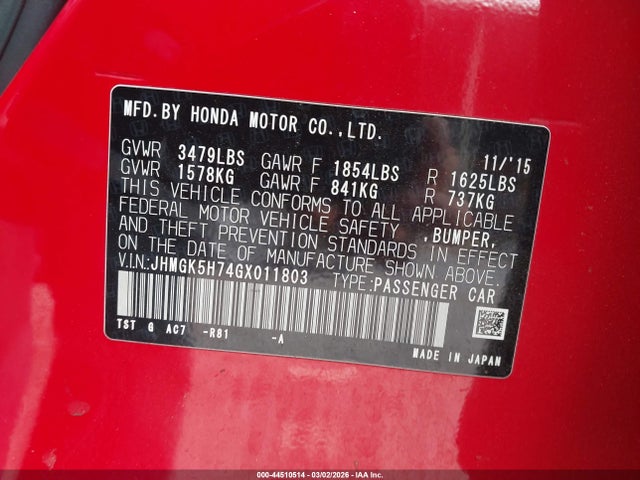 MFD.BY HONDA MOTOR CO.,LTD.
11/'15
GVWR 3479LBS GAWR F 1854LBS R 1625LBS
GVWR 1578KG GAWR F 841KG R 737KG
THIS VEHICLE CONFORMS TO ALL APPLICABLE
FEDERAL MOTOR VEHICLE SAFETY ,BUMPER,
AND THEFT PREVENTION STANDARDS IN EFFECT
ON THE DATE OF MANUFACTURE SHOWN ABOVE.
V.IN:JHMGK5H74GX011803 TYPE:PASSENGER CAR
TST G AC7 -R81 -A
MADE IN JAPAN
000-44510514 | 03/02/2026 | IAA Inc.